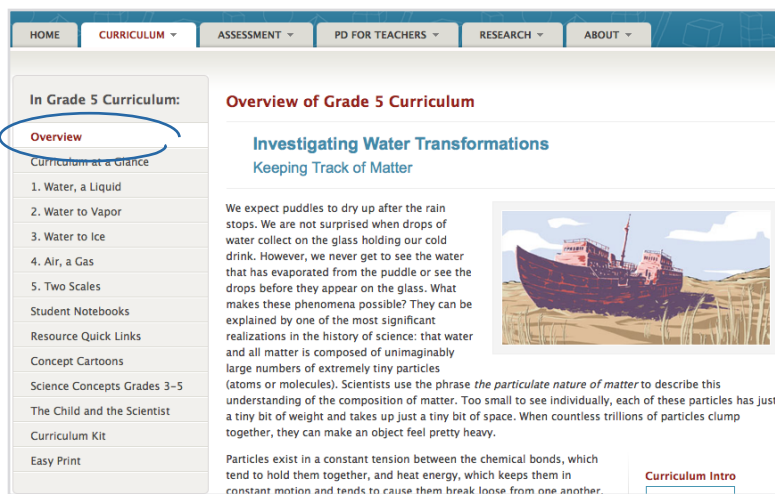 HOME CURRICULUM ASSESSMENT PD FOR TEACHERS RESEARCH ABOUT
In Grade 5 Curriculum:
Overview
Curriculum at a Glance
1. Water, a Liquid
2. Water to Vapor
3. Water to Ice
4. Air, a Gas
5. Two Scales
Student Notebooks
Resource Quick Links
Concept Cartoons
Science Concepts Grades 3–5
The Child and the Scientist
Curriculum Kit
Easy Print
Overview of Grade 5 Curriculum
Investigating Water Transformations
Keeping Track of Matter
We expect puddles to dry up after the rain
stops. We are not surprised when drops of
water collect on the glass holding our cold
drink. However, we never get to see the water
that has evaporated from the puddle or see the
drops before they appear on the glass. What
makes these phenomena possible? They can be
explained by one of the most significant
realizations in the history of science: that water
and all matter is composed of unimaginably
large numbers of extremely tiny particles
(atoms or molecules). Scientists use the phrase the particulate nature of matter to describe this
understanding of the composition of matter. Too small to see individually, each of these particles has just
a tiny bit of weight and takes up just a tiny bit of space. When countless trillions of particles clump
together, they can make an object feel pretty heavy.
Particles exist in a constant tension between the chemical bonds, which
tend to hold them together, and heat energy, which keeps them in
constant motion and tends to cause them break loose from one another.
Curriculum Intro